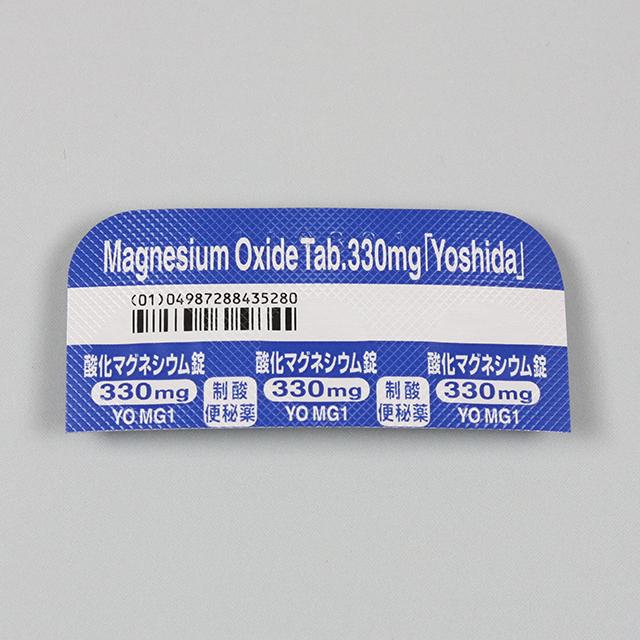 Magnesium Oxide Tab.330mg「Yoshida」
(01)04987288435280
酸化マグネシウム錠 酸化マグネシウム錠 酸化マグネシウム錠
330mg 制酸 330mg 制酸 330mg
YO MG1 便秘薬 YO MG1 便秘薬 YO MG1